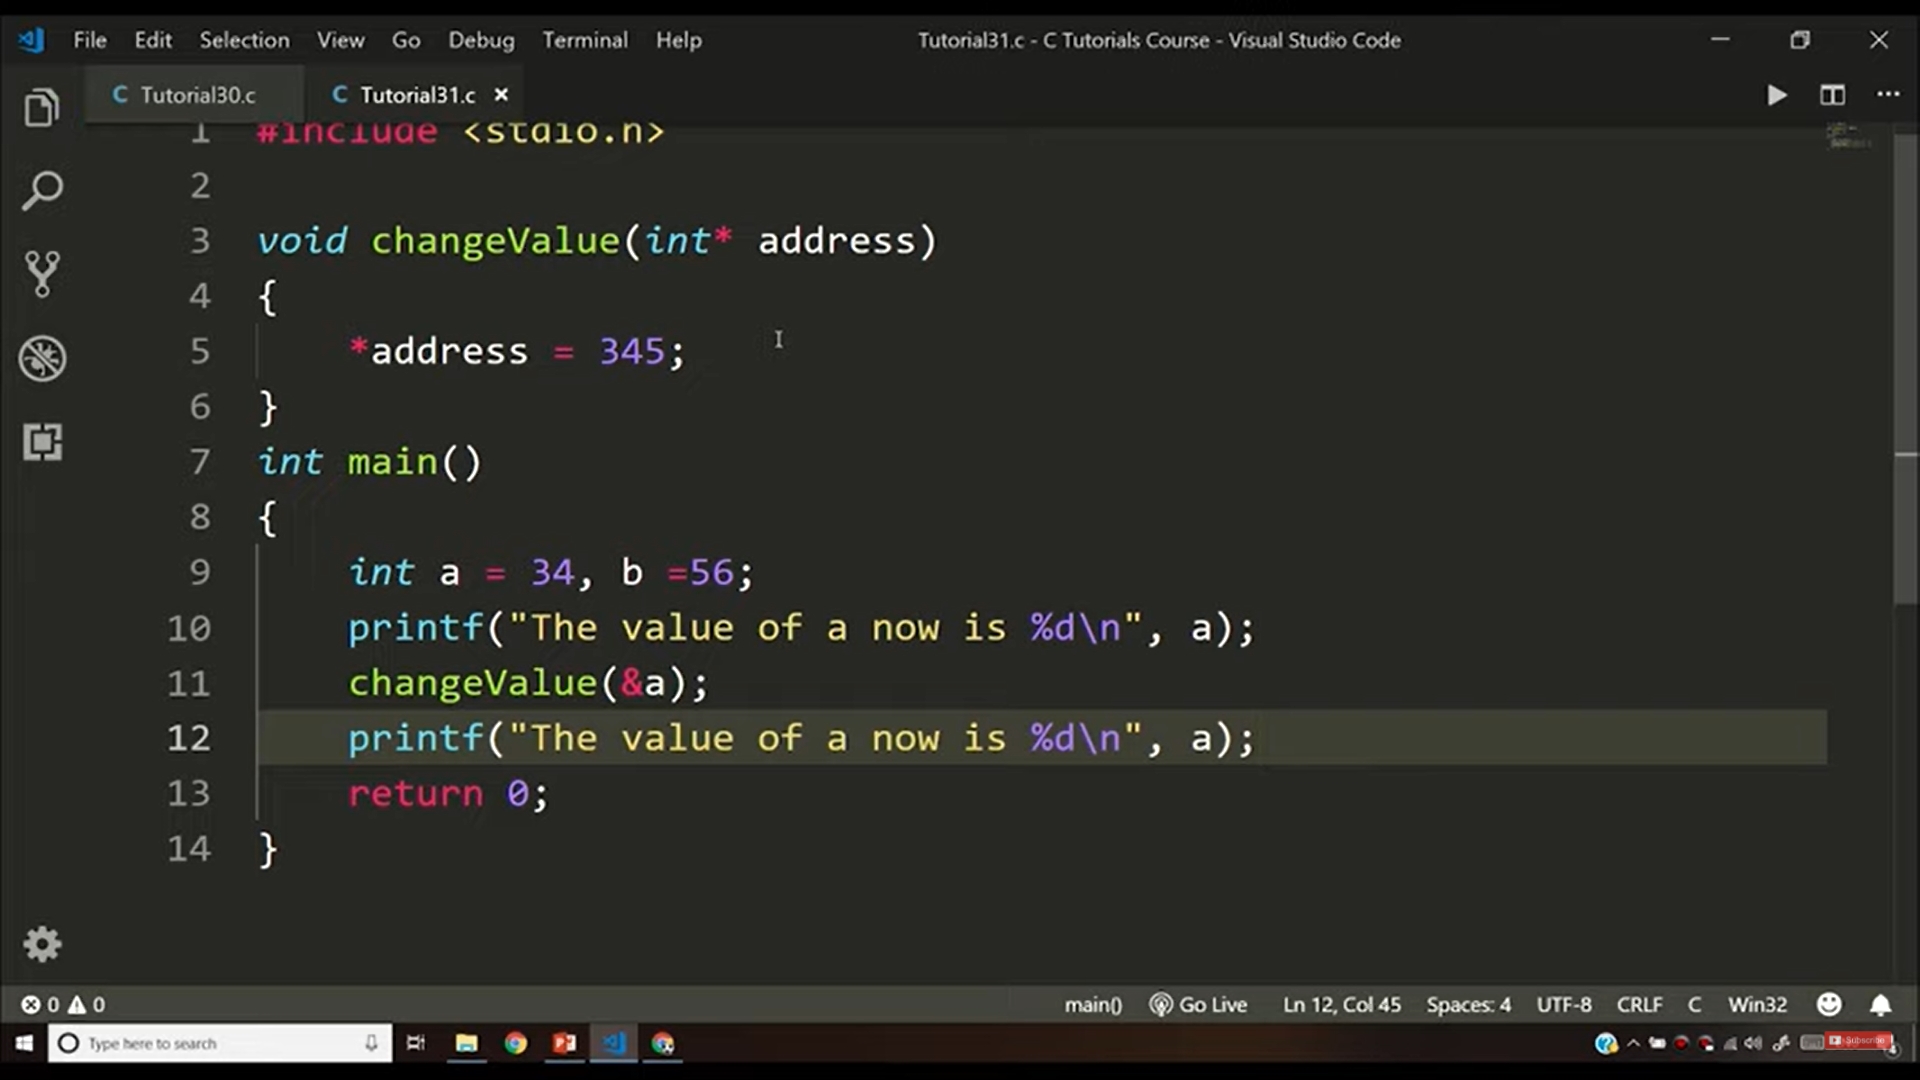 File Edit Selection View Go Debug Terminal Help Tutorial31.c - C Tutorials Course - Visual Studio Code
C Tutorial30.c C Tutorial31.c
1 #include <stdio.h>
2
3 void changeValue(int* address)
4 {
5 *address = 345;
6 }
7 int main()
8 {
9 int a = 34, b =56;
10 printf("The value of a now is %d\n", a);
11 changeValue(&a);
12 printf("The value of a now is %d\n", a);
13 return 0;
14 }
0 0 main() Go Live Ln 12, Col 45 Spaces: 4 UTF-8 CRLF C Win32
Type here to search
Subscribe